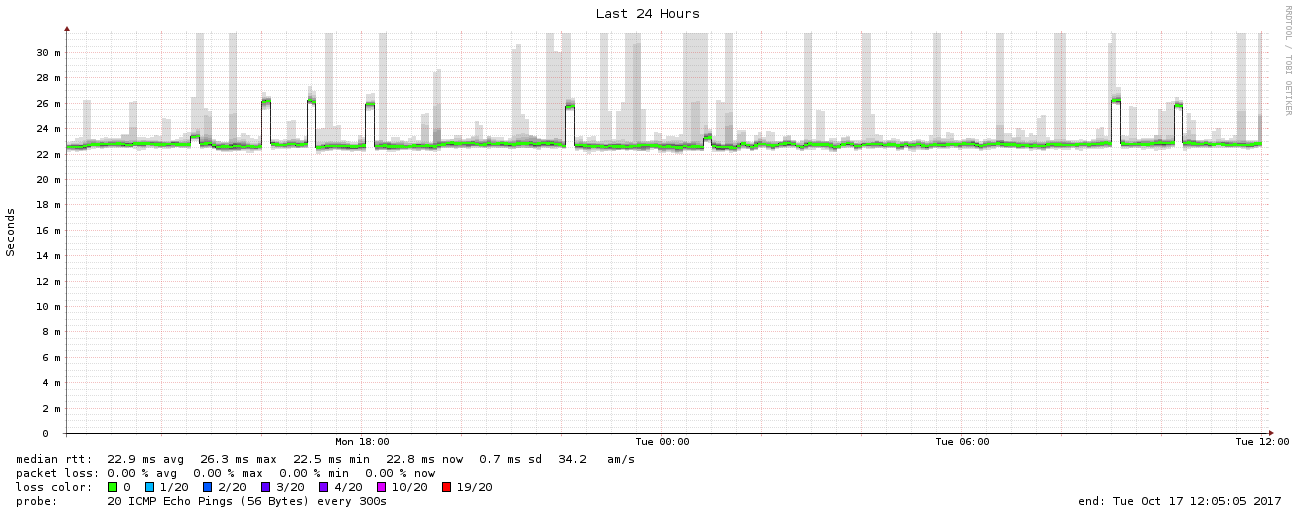 Last 24 Hours
RRDTOOL / TOBI OETIKER
Seconds
30 m
28 m
26 m
24 m
22 m
20 m
18 m
16 m
14 m
12 m
10 m
8 m
6 m
4 m
2 m
0
Mon 18:00 Tue 00:00 Tue 06:00 Tue 12:00
median rtt: 22.9 ms avg 26.3 ms max 22.5 ms min 22.8 ms now 0.7 ms sd 34.2 am/s
packet loss: 0.00 % avg 0.00 % max 0.00 % min 0.00 % now
loss color: 0 1/20 2/20 3/20 4/20 10/20 19/20
probe: 20 ICMP Echo Pings (56 Bytes) every 300s end: Tue Oct 17 12:05:05 2017